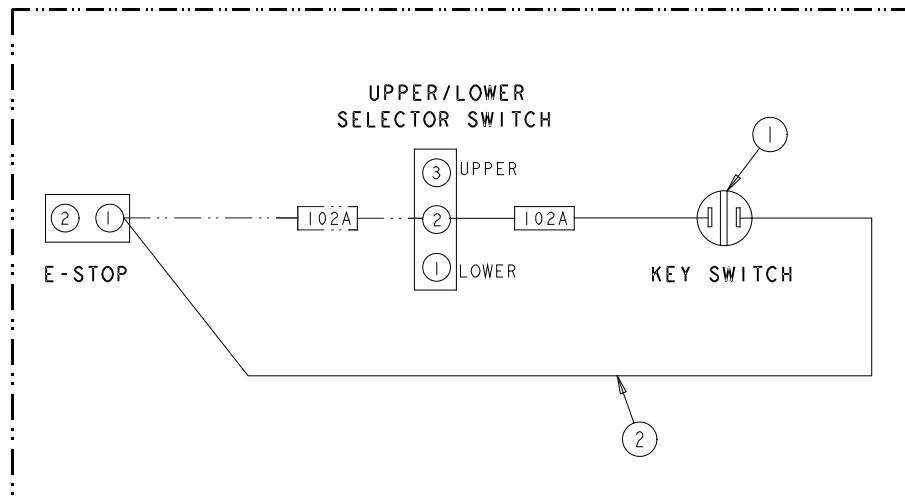 UPPER/LOWER
SELECTOR SWITCH
1
3 UPPER
2 1 102A 2 102A
E-STOP
1 LOWER
KEY SWITCH
2